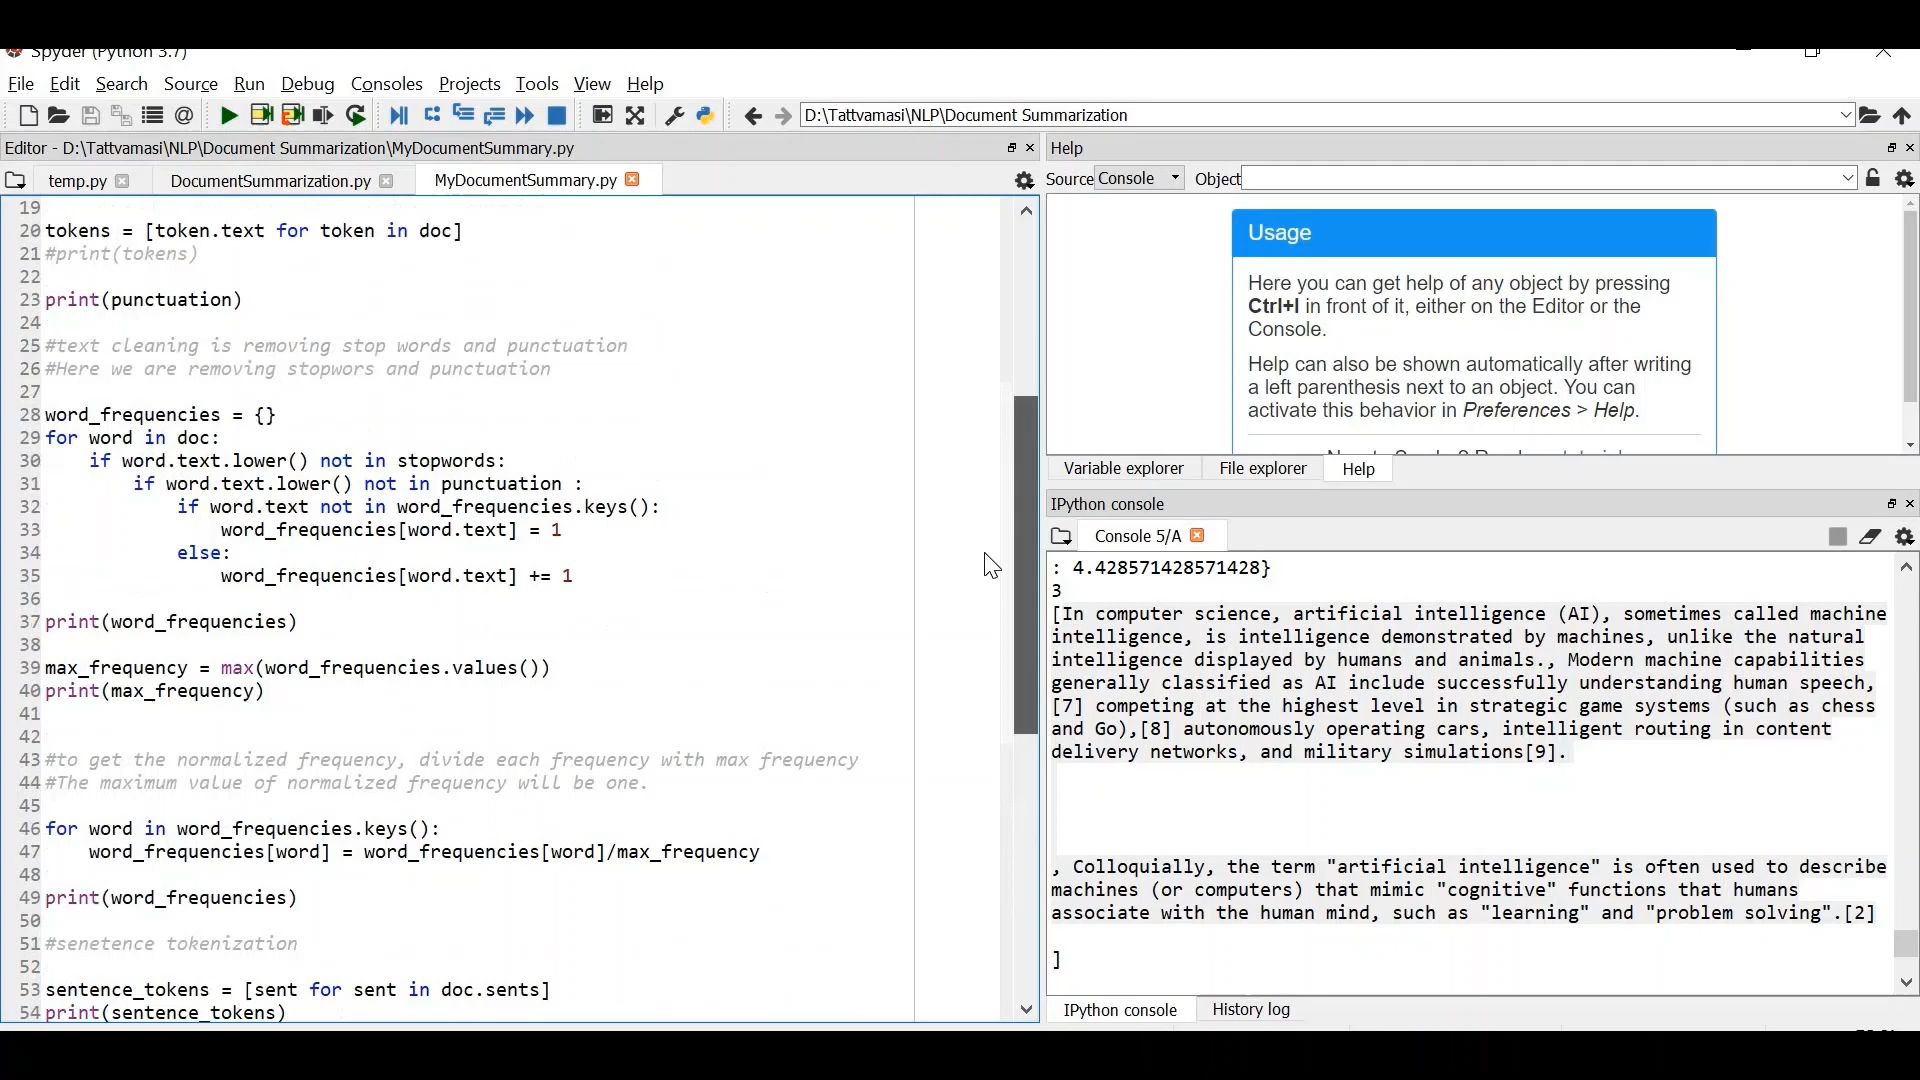 Spyder (Python 3.7)
File Edit Search Source Run Debug Consoles Projects Tools View Help
D:\Tattvamasi\NLP\Document Summarization
Editor - D:\Tattvamasi\NLP\Document Summarization\MyDocumentSummary.py
temp.py DocumentSummarization.py MyDocumentSummary.py
19
20 tokens = [token.text for token in doc]
21 #print(tokens)
22
23 print(punctuation)
24
25 #text cleaning is removing stop words and punctuation
26 #Here we are removing stopwors and punctuation
27
28 word_frequencies = {}
29 for word in doc:
30     if word.text.lower() not in stopwords:
31         if word.text.lower() not in punctuation :
32             if word.text not in word_frequencies.keys():
33                 word_frequencies[word.text] = 1
34             else:
35                 word_frequencies[word.text] += 1
36
37 print(word_frequencies)
38
39 max_frequency = max(word_frequencies.values())
40 print(max_frequency)
41
42
43 #to get the normalized frequency, divide each frequency with max frequency
44 #The maximum value of normalized frequency will be one.
45
46 for word in word_frequencies.keys():
47     word_frequencies[word] = word_frequencies[word]/max_frequency
48
49 print(word_frequencies)
50
51 #senetence tokenization
52
53 sentence_tokens = [sent for sent in doc.sents]
54 print(sentence_tokens)
Help
Source Console Object
Usage
Here you can get help of any object by pressing
Ctrl+I in front of it, either on the Editor or the
Console.
Help can also be shown automatically after writing
a left parenthesis next to an object. You can
activate this behavior in Preferences > Help.
Variable explorer File explorer Help
IPython console
Console 5/A
: 4.428571428571428}
3
[In computer science, artificial intelligence (AI), sometimes called machine
intelligence, is intelligence demonstrated by machines, unlike the natural
intelligence displayed by humans and animals., Modern machine capabilities
generally classified as AI include successfully understanding human speech,
[7] competing at the highest level in strategic game systems (such as chess
and Go),[8] autonomously operating cars, intelligent routing in content
delivery networks, and military simulations[9].
, Colloquially, the term "artificial intelligence" is often used to describe
machines (or computers) that mimic "cognitive" functions that humans
associate with the human mind, such as "learning" and "problem solving".[2]
]
IPython console History log